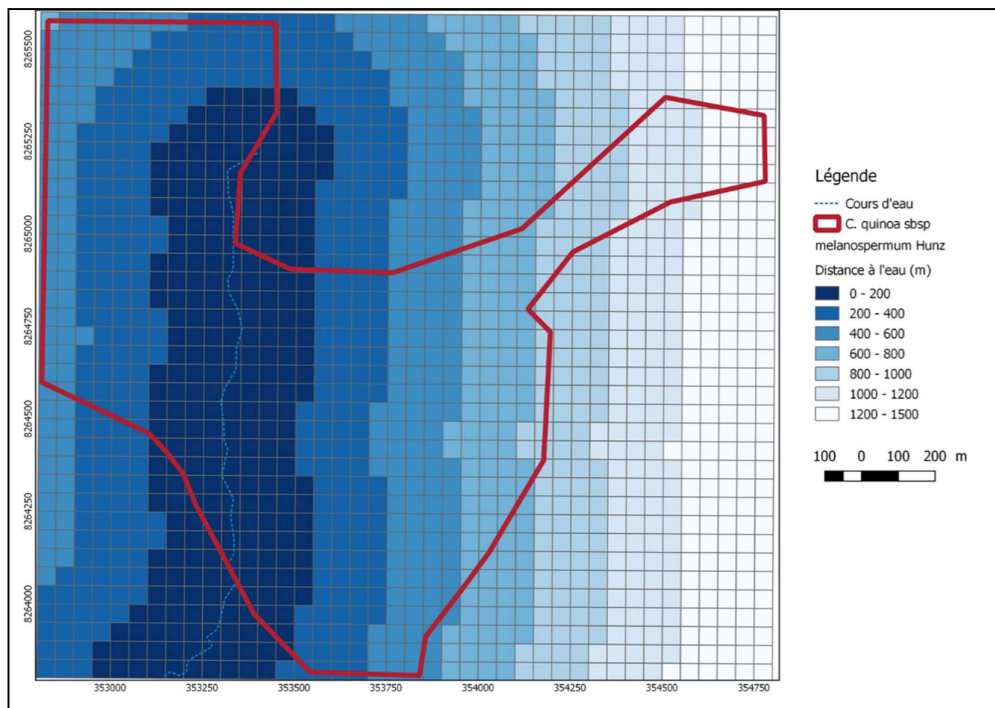 8265500
8265250
8265000
8264750
8264500
8264250
8264000
353000 353250 353500 353750 354000 354250 354500 354750
Légende
Cours d'eau
C. quinoa sbsp
melanospermum Hunz
Distance à l'eau (m)
0 - 200
200 - 400
400 - 600
600 - 800
800 - 1000
1000 - 1200
1200 - 1500
100 0 100 200 m